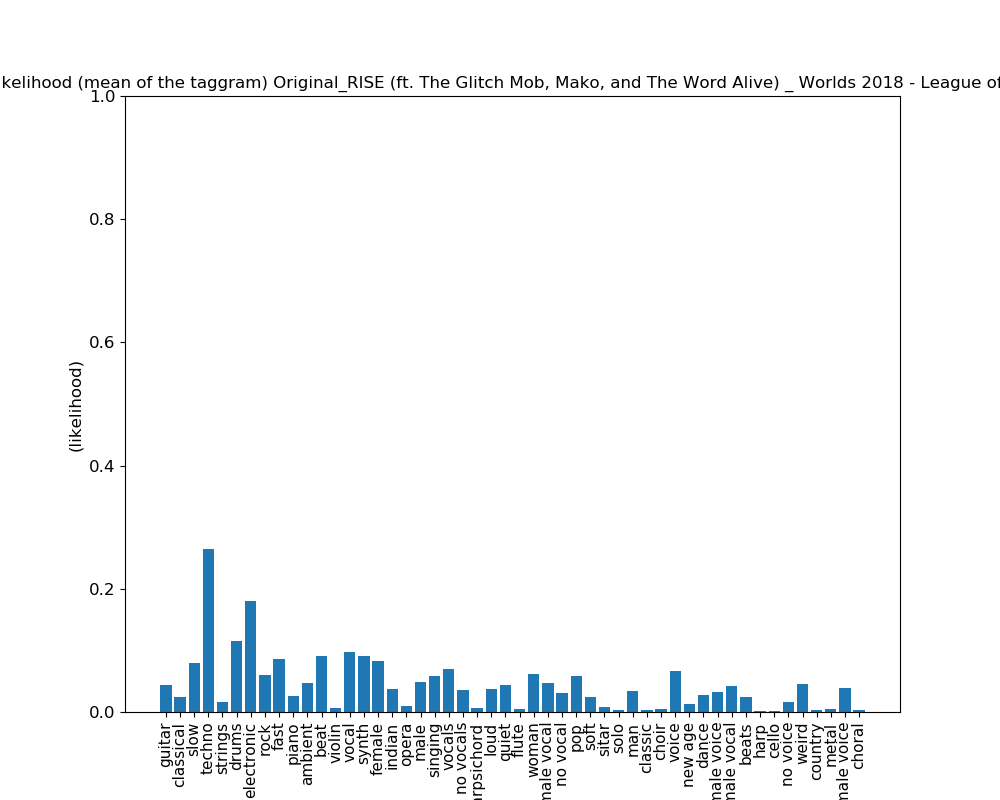 kelihood (mean of the taggram) Original_RISE (ft. The Glitch Mob, Mako, and The Word Alive) _ Worlds 2018 - League of
1.0
0.8
0.6
0.4
0.2
0.0
(likelihood)
guitar
classical
slow
techno
strings
drums
electronic
rock
fast
piano
ambient
beat
violin
vocal
synth
female
indian
opera
male
singing
vocals
no vocals
arpsichord
loud
quiet
flute
woman
male vocal
no vocal
pop
soft
sitar
solo
man
classic
choir
voice
new age
dance
male voice
male vocal
beats
harp
cello
no voice
weird
country
metal
male voice
choral